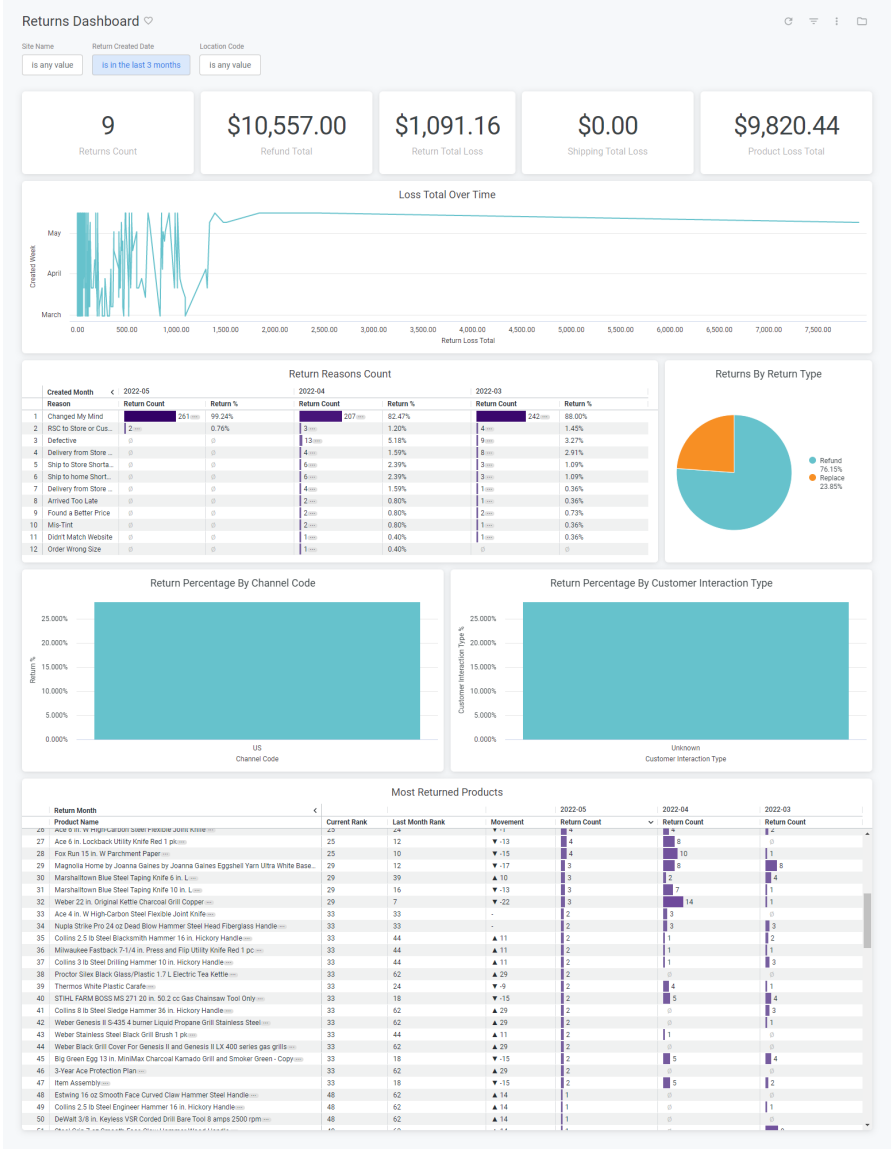 Returns Dashboard
Site Name Return Created Date Location Code
is any value is in the last 3 months is any value
9 $10,557.00 $1,091.16 $0.00 $9,820.44
Returns Count Refund Total Return Total Loss Shipping Total Loss Product Loss Total
Loss Total Over Time
Created Week
May
April
March
0.00 500.00 1,000.00 1,500.00 2,000.00 2,500.00 3,000.00 3,500.00 4,000.00 4,500.00 5,000.00 5,500.00 6,000.00 6,500.00 7,000.00 7,500.00
Return Loss Total
Return Reasons Count
Created Month 2022-05 2022-04 2022-03
Reason Return Count Return % Return Count Return % Return Count Return %
1 Changed My Mind 261 99.24% 207 82.47% 242 88.00%
2 RSC to Store or Cus... 2 0.76% 3 1.20% 4 1.45%
3 Defective ∅ ∅ 13 5.18% 9 3.27%
4 Delivery from Store ... ∅ ∅ 4 1.59% 8 2.91%
5 Ship to Store Shorta... ∅ ∅ 6 2.39% 3 1.09%
6 Ship to home Short... ∅ ∅ 6 2.39% 3 1.09%
7 Delivery from Store ... ∅ ∅ 4 1.59% 1 0.36%
8 Arrived Too Late ∅ ∅ 2 0.80% 1 0.36%
9 Found a Better Price ∅ ∅ 2 0.80% 2 0.73%
10 Mis-Tint ∅ ∅ 2 0.80% 1 0.36%
11 Didn't Match Website ∅ ∅ 1 0.40% 1 0.36%
12 Order Wrong Size ∅ ∅ 1 0.40% ∅ ∅
Returns By Return Type
Refund
76.15%
Replace
23.85%
Return Percentage By Channel Code
Return %
25.000%
20.000%
15.000%
10.000%
5.000%
0.000%
US
Channel Code
Return Percentage By Customer Interaction Type
Customer Interaction Type %
25.000%
20.000%
15.000%
10.000%
5.000%
0.000%
Unknown
Customer Interaction Type
Most Returned Products
Return Month 2022-05 2022-04 2022-03
Product Name Current Rank Last Month Rank Movement Return Count Return Count Return Count
26 Ace 6 in. W High-Carbon Steel Flexible Joint Knife 25 24 ▼ -1 4 4 2
27 Ace 6 in. Lockback Utility Knife Red 1 pk 25 12 ▼ -13 4 8 ∅
28 Fox Run 15 in. W Parchment Paper 25 10 ▼ -15 4 10 1
29 Magnolia Home by Joanna Gaines by Joanna Gaines Eggshell Yarn Ultra White Base... 29 12 ▼ -17 3 8 8
30 Marshalltown Blue Steel Taping Knife 6 in. L 29 39 ▲ 10 3 2 4
31 Marshalltown Blue Steel Taping Knife 10 in. L 29 16 ▼ -13 3 7 1
32 Weber 22 in. Original Kettle Charcoal Grill Copper 29 7 ▼ -22 3 14 1
33 Ace 4 in. W High-Carbon Steel Flexible Joint Knife 33 33 - 2 3 ∅
34 Nupla Strike Pro 24 oz Dead Blow Hammer Steel Head Fiberglass Handle 33 33 - 2 3 3
35 Collins 2.5 lb Steel Blacksmith Hammer 16 in. Hickory Handle 33 44 ▲ 11 2 1 2
36 Milwaukee Fastback 7-1/4 in. Press and Flip Utility Knife Red 1 pc 33 44 ▲ 11 2 1 1
37 Collins 3 lb Steel Drilling Hammer 10 in. Hickory Handle 33 44 ▲ 11 2 1 3
38 Proctor Silex Black Glass/Plastic 1.7 L Electric Tea Kettle 33 62 ▲ 29 2 ∅ ∅
39 Thermos White Plastic Carafe 33 24 ▼ -9 2 4 1
40 STIHL FARM BOSS MS 271 20 in. 50.2 cc Gas Chainsaw Tool Only 33 18 ▼ -15 2 5 4
41 Collins 8 lb Steel Sledge Hammer 36 in. Hickory Handle 33 62 ▲ 29 2 ∅ 3
42 Weber Genesis II S-435 4 burner Liquid Propane Grill Stainless Steel 33 62 ▲ 29 2 ∅ 1
43 Weber Stainless Steel Black Grill Brush 1 pk 33 44 ▲ 11 2 1 ∅
44 Weber Black Grill Cover For Genesis II and Genesis II LX 400 series gas grills 33 62 ▲ 29 2 ∅ ∅
45 Big Green Egg 13 in. MiniMax Charcoal Kamado Grill and Smoker Green - Copy 33 18 ▼ -15 2 5 4
46 3-Year Ace Protection Plan 33 62 ▲ 29 2 ∅ ∅
47 Item Assembly 33 18 ▼ -15 2 5 2
48 Estwing 16 oz Smooth Face Curved Claw Hammer Steel Handle 48 62 ▲ 14 1 ∅ ∅
49 Collins 2.5 lb Steel Engineer Hammer 16 in. Hickory Handle 48 62 ▲ 14 1 ∅ 1
50 DeWalt 3/8 in. Keyless VSR Corded Drill Bare Tool 8 amps 2500 rpm 48 62 ▲ 14 1 ∅ ∅